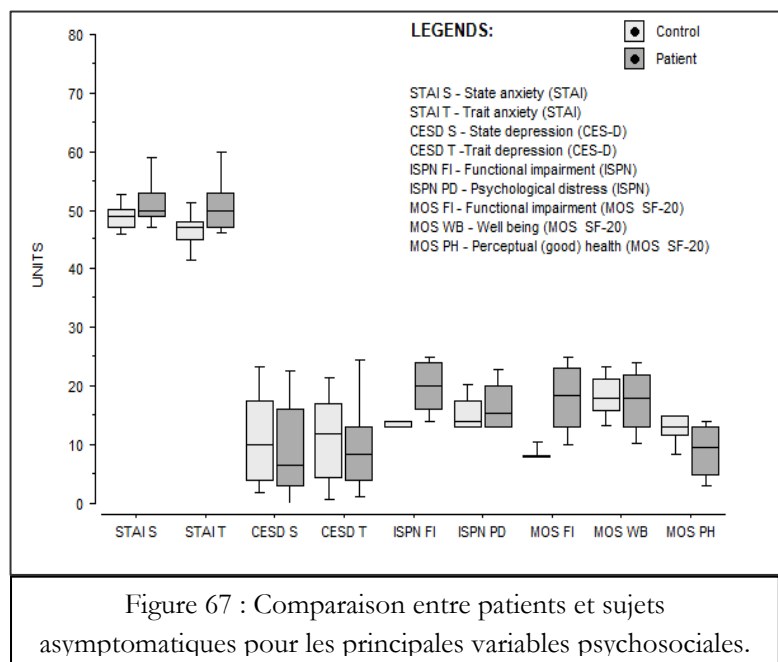 LEGENDS:
Control
Patient
STAI S - State anxiety (STAI)
STAI T - Trait anxiety (STAI)
CESD S - State depression (CES-D)
CESD T -Trait depression (CES-D)
ISPN FI - Functional impairment (ISPN)
ISPN PD - Psychological distress (ISPN)
MOS FI - Functional impairment (MOS SF-20)
MOS WB - Well being (MOS SF-20)
MOS PH - Perceptual (good) health (MOS SF-20)
UNITS
80
70
60
50
40
30
20
10
0
STAI S STAI T CESD S CESD T ISPN FI ISPN PD MOS FI MOS WB MOS PH
Figure 67 : Comparaison entre patients et sujets
asymptomatiques pour les principales variables psychosociales.